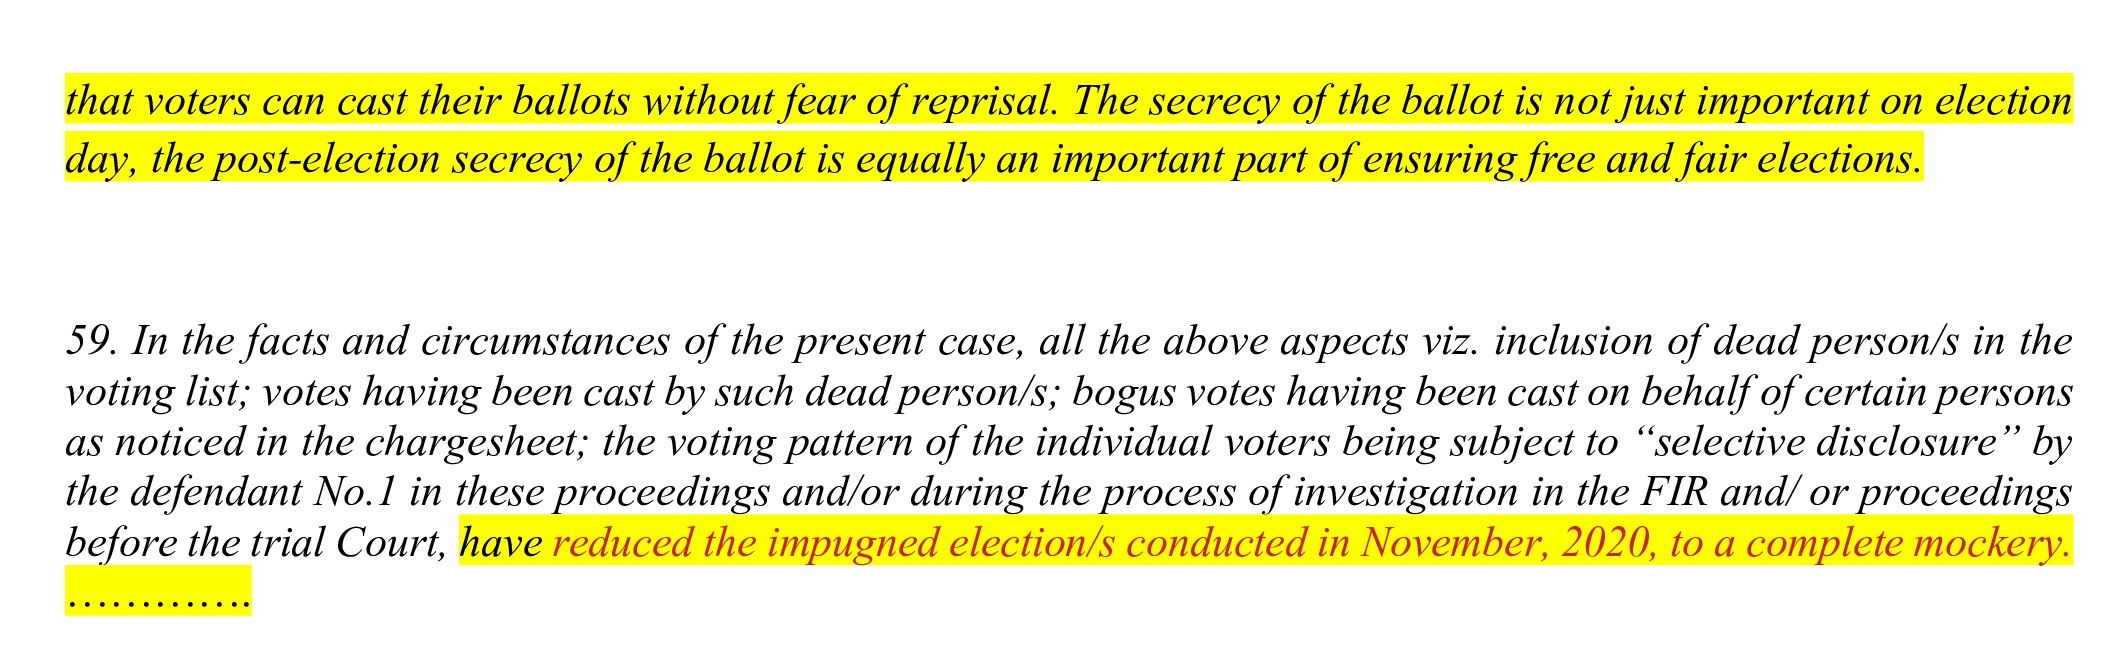 that voters can cast their ballots without fear of reprisal. The secrecy of the ballot is not just important on election
day, the post-election secrecy of the ballot is equally an important part of ensuring free and fair elections.
59. In the facts and circumstances of the present case, all the above aspects viz. inclusion of dead person/s in the
voting list; votes having been cast by such dead person/s; bogus votes having been cast on behalf of certain persons
as noticed in the chargesheet; the voting pattern of the individual voters being subject to “selective disclosure” by
the defendant No.1 in these proceedings and/or during the process of investigation in the FIR and/ or proceedings
before the trial Court, have reduced the impugned election/s conducted in November, 2020, to a complete mockery.
………….